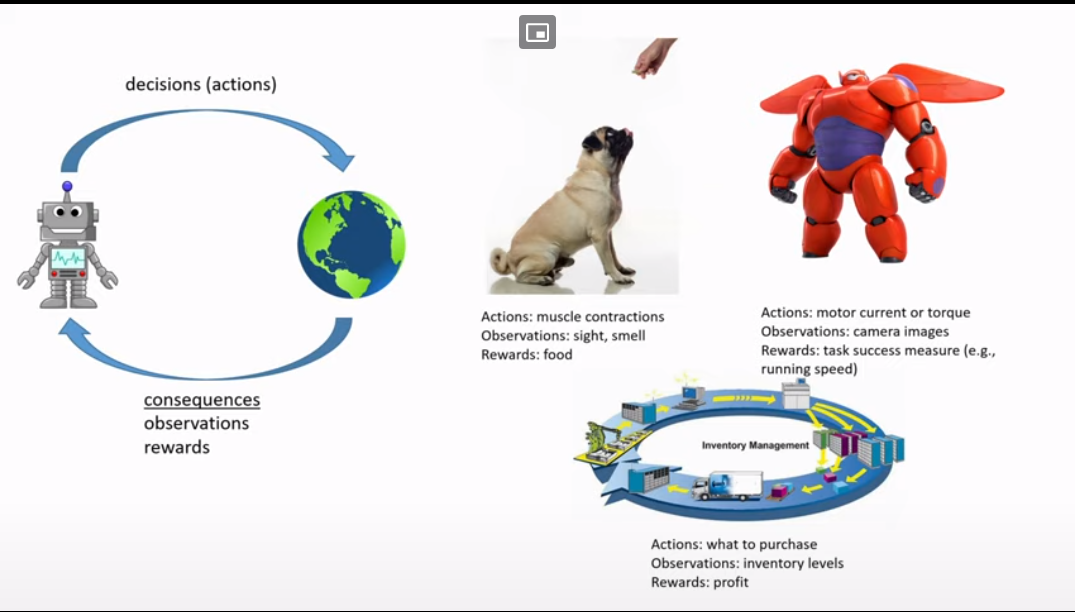 decisions (actions)
consequences
observations
rewards
Actions: muscle contractions
Observations: sight, smell
Rewards: food
Actions: motor current or torque
Observations: camera images
Rewards: task success measure (e.g.,
running speed)
Inventory Management
Actions: what to purchase
Observations: inventory levels
Rewards: profit